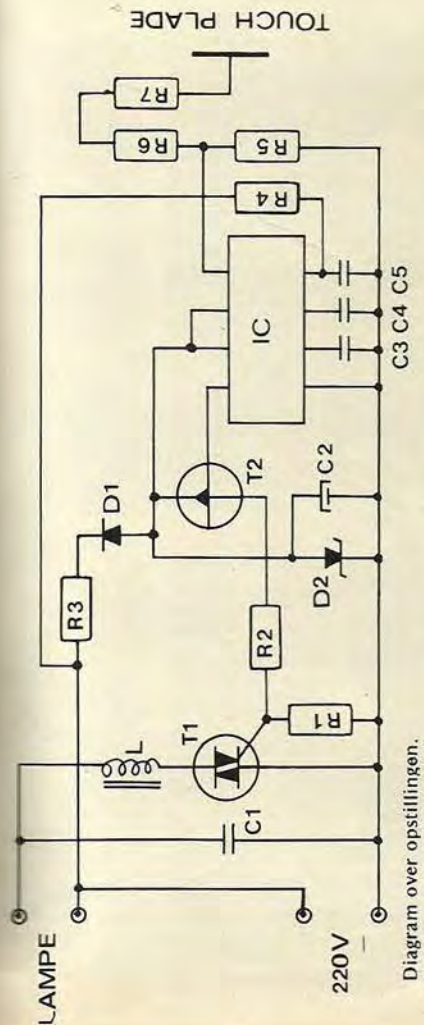 TOUCH PLADE
R7
R6
R5
R4
IC
C3 C4 C5
D1
R3
T2
C2
D2
R2
L
T1
R1
C1
LAMPE
220V
Diagram over opstillingen.